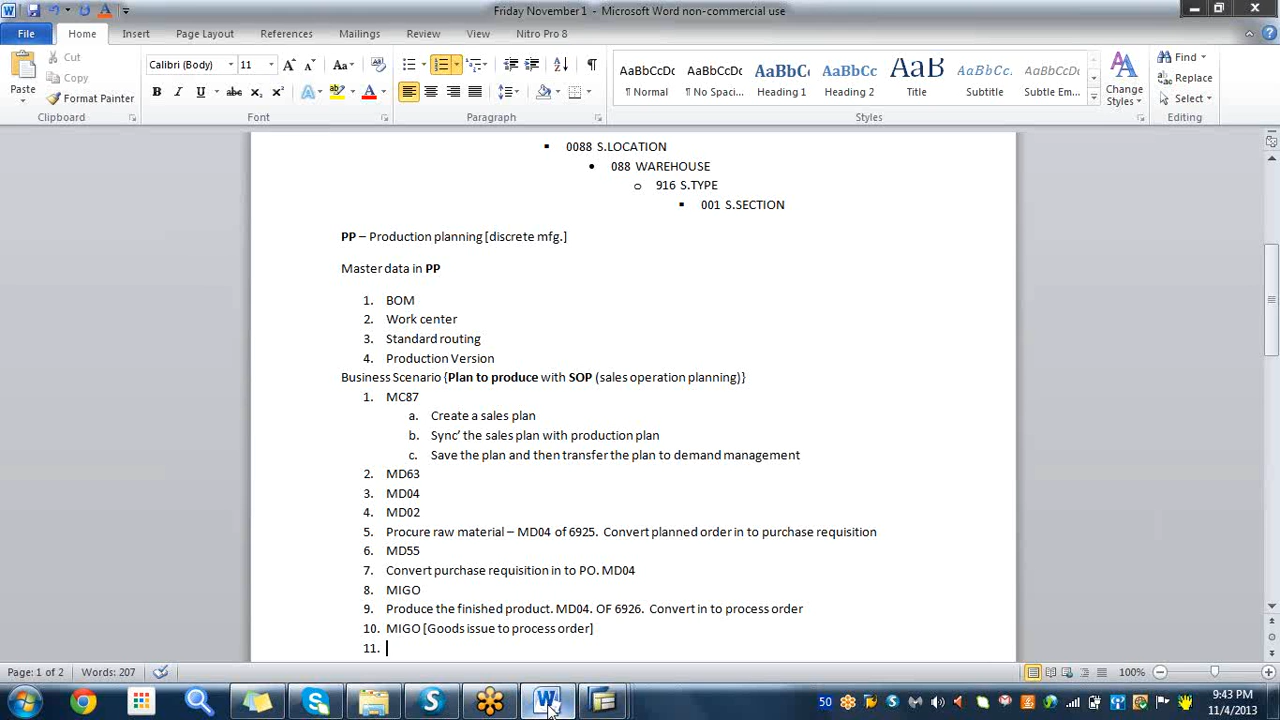 Friday November1 - Microsoft Word non-commercial use
File Home Insert Page Layout References Mailings Review View Nitro Pro 8
Paste Cut Copy Format Painter
Calibri (Body) 11
AaBbCcDc AaBbCcDc AaBbCc AaBbCc AaB AaBbCcL AaBbCcDc
¶ Normal ¶ No Spaci... Heading 1 Heading 2 Title Subtitle Subtle Em...
Change Styles
Find Replace Select
Clipboard Font Paragraph Styles Editing
0088 S.LOCATION
088 WAREHOUSE
916 S.TYPE
001 S.SECTION
PP – Production planning [discrete mfg.]
Master data in PP
1. BOM
2. Work center
3. Standard routing
4. Production Version
Business Scenario {Plan to produce with SOP (sales operation planning)}
1. MC87
a. Create a sales plan
b. Sync’ the sales plan with production plan
c. Save the plan and then transfer the plan to demand management
2. MD63
3. MD04
4. MD02
5. Procure raw material – MD04 of 6925. Convert planned order in to purchase requisition
6. MD55
7. Convert purchase requisition in to PO. MD04
8. MIGO
9. Produce the finished product. MD04. OF 6926. Convert in to process order
10. MIGO [Goods issue to process order]
11.
Page: 1 of 2 Words: 207 100%
50 9:43 PM
11/4/2013